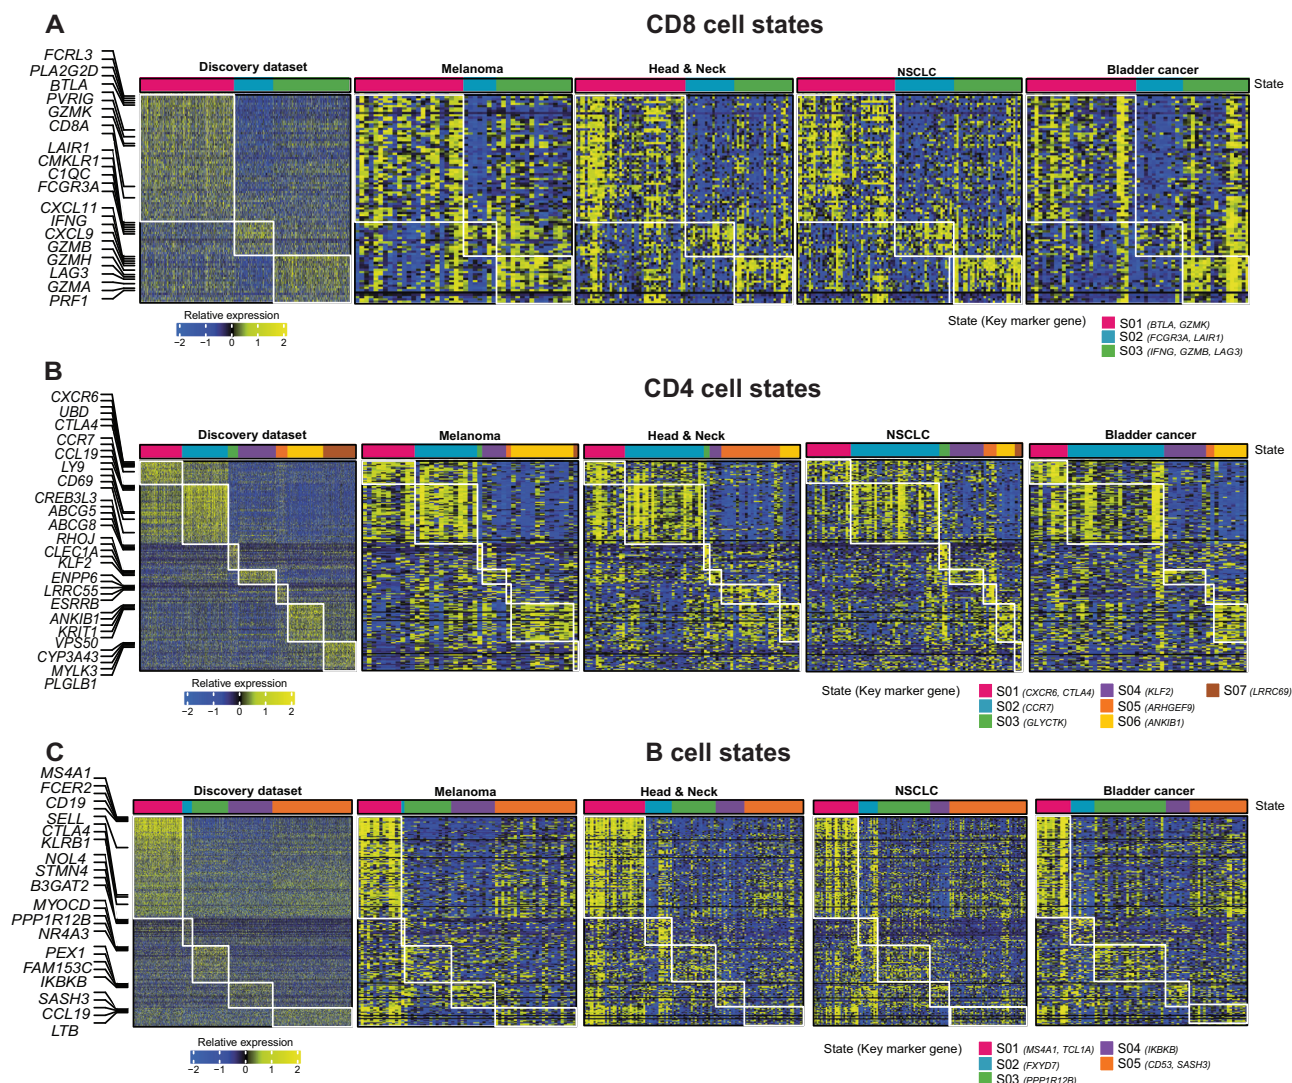 A
CD8 cell states
FCRL3
PLA2G2D
BTLA
PVRIG
GZMK
CD8A
LAIR1
CMKLR1
C1QC
FCGR3A
CXCL11
IFNG
CXCL9
GZMB
GZMH
LAG3
GZMA
PRF1
Discovery dataset
Melanoma
Head & Neck
NSCLC
Bladder cancer
State
Relative expression
−2 −1 0 1 2
State (Key marker gene)
S01 (BTLA, GZMK)
S02 (FCGR3A, LAIR1)
S03 (IFNG, GZMB, LAG3)
B
CD4 cell states
CXCR6
UBD
CTLA4
CCR7
CCL19
LY9
CD69
CREB3L3
ABCG5
ABCG8
RHOJ
CLEC1A
KLF2
ENPP6
LRRC55
ESRRB
ANKIB1
KRIT1
VPS50
CYP3A43
MYLK3
PLGLB1
Discovery dataset
Melanoma
Head & Neck
NSCLC
Bladder cancer
State
Relative expression
−2 −1 0 1 2
State (Key marker gene)
S01 (CXCR6, CTLA4)
S02 (CCR7)
S03 (GLYCTK)
S04 (KLF2)
S05 (ARHGEF9)
S06 (ANKIB1)
S07 (LRRC69)
C
B cell states
MS4A1
FCER2
CD19
SELL
CTLA4
KLRB1
NOL4
STMN4
B3GAT2
MYOCD
PPP1R12B
NR4A3
PEX1
FAM153C
IKBKB
SASH3
CCL19
LTB
Discovery dataset
Melanoma
Head & Neck
NSCLC
Bladder cancer
State
Relative expression
−2 −1 0 1 2
State (Key marker gene)
S01 (MS4A1, TCL1A)
S02 (FXYD7)
S03 (PPP1R12B)
S04 (IKBKB)
S05 (CD53, SASH3)